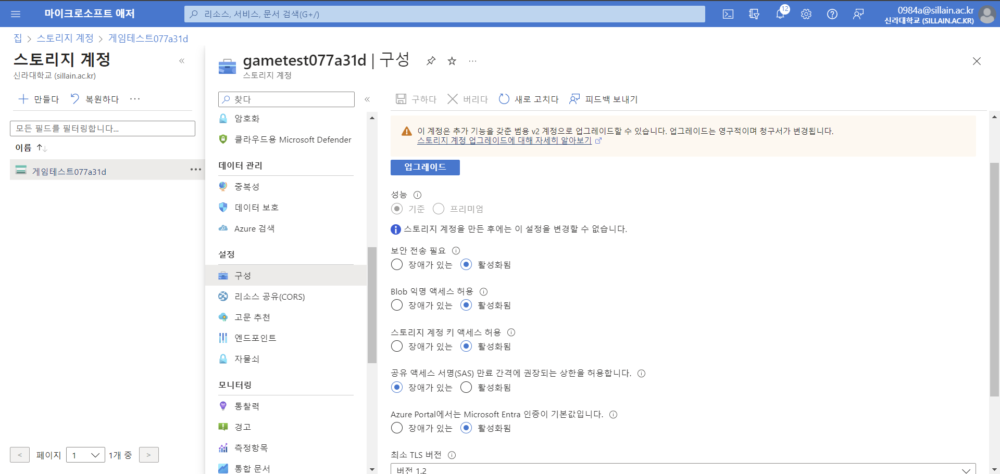 마이크로소프트 애저
리소스, 서비스, 문서 검색(G+/)
12
0984a@sillain.ac.kr
신라대학교 (SILLAIN.AC.KR)
집 > 스토리지 계정 > 게임테스트077a31d
스토리지 계정
신라대학교 (sillain.ac.kr)
만들다
복원하다
모든 필드를 필터링합니다...
이름
게임테스트077a31d
페이지
1
1개 중
gametest077a31d | 구성
스토리지 계정
찾다
암호화
클라우드용 Microsoft Defender
데이터 관리
중복성
데이터 보호
Azure 검색
설정
구성
리소스 공유(CORS)
고문 추천
엔드포인트
자물쇠
모니터링
통찰력
경고
측정항목
통합 문서
구하다
버리다
새로 고치다
피드백 보내기
이 계정은 추가 기능을 갖춘 범용 v2 계정으로 업그레이드할 수 있습니다. 업그레이드는 영구적이며 청구서가 변경됩니다.
스토리지 계정 업그레이드에 대해 자세히 알아보기
업그레이드
성능
기준 프리미엄
스토리지 계정을 만든 후에는 이 설정을 변경할 수 없습니다.
보안 전송 필요
장애가 있는 활성화됨
Blob 익명 액세스 허용
장애가 있는 활성화됨
스토리지 계정 키 액세스 허용
장애가 있는 활성화됨
공유 액세스 서명(SAS) 만료 간격에 권장되는 상한을 허용합니다.
장애가 있는 활성화됨
Azure Portal에서는 Microsoft Entra 인증이 기본값입니다.
장애가 있는 활성화됨
최소 TLS 버전
버전 1.2